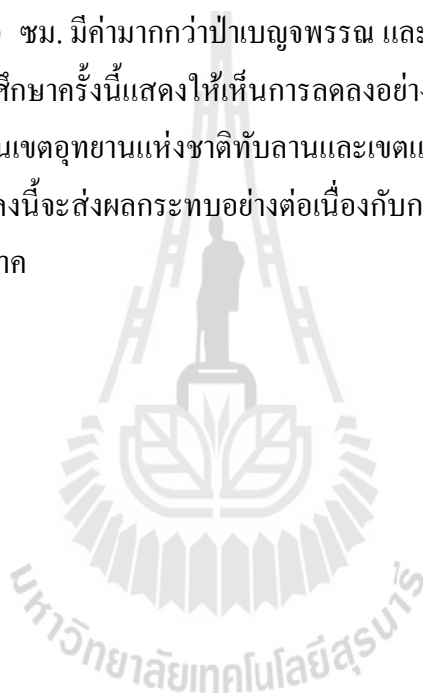 ซม. มีค่ามากกว่าป่าเบญจพรรณ และ
ศึกษาครั้งนี้แสดงให้เห็นการลดลงอย่าง
นเขตอุทยานแห่งชาติทับลานและเขตแ
ลงนี้จะส่งผลกระทบอย่างต่อเนื่องกับก
าค
มหาวิทยาลัยเทคโนโลยีสุรนารี